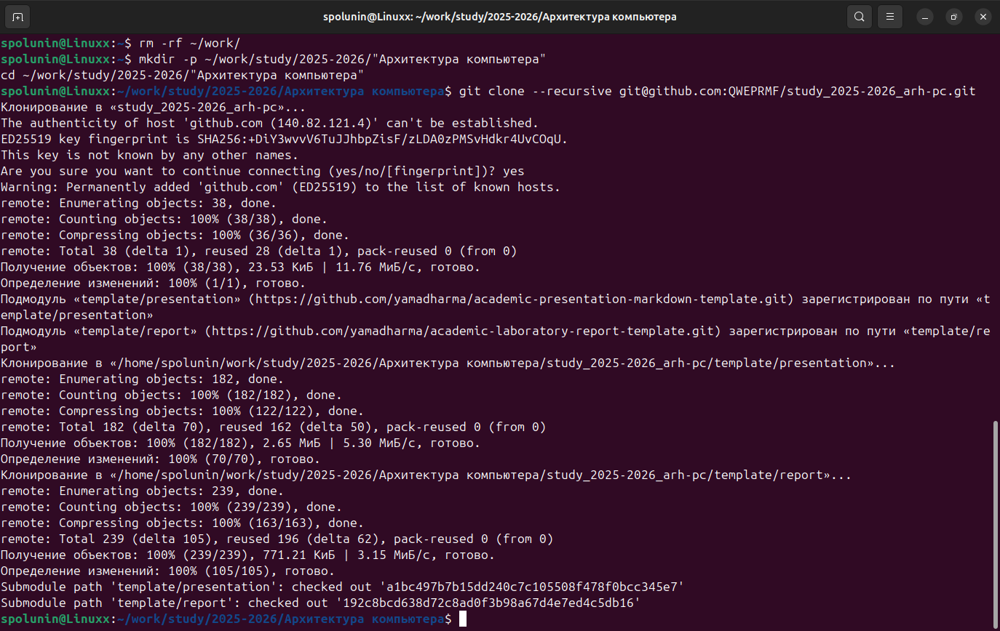 spolunin@Linuxx: ~/work/study/2025-2026/Архитектура компьютера
spolunin@Linuxx:~$ rm -rf ~/work/
spolunin@Linuxx:~$ mkdir -p ~/work/study/2025-2026/"Архитектура компьютера"
cd ~/work/study/2025-2026/"Архитектура компьютера"
spolunin@Linuxx:~/work/study/2025-2026/Архитектура компьютера$ git clone --recursive git@github.com:QWEPRMF/study_2025-2026_arh-pc.git
Клонирование в «study_2025-2026_arh-pc»...
The authenticity of host 'github.com (140.82.121.4)' can't be established.
ED25519 key fingerprint is SHA256:+DiY3wvvV6TuJJhbpZisF/zLDA0zPMSvHdkr4UvCOqU.
This key is not known by any other names.
Are you sure you want to continue connecting (yes/no/[fingerprint])? yes
Warning: Permanently added 'github.com' (ED25519) to the list of known hosts.
remote: Enumerating objects: 38, done.
remote: Counting objects: 100% (38/38), done.
remote: Compressing objects: 100% (36/36), done.
remote: Total 38 (delta 1), reused 28 (delta 1), pack-reused 0 (from 0)
Получение объектов: 100% (38/38), 23.53 КиБ | 11.76 МиБ/с, готово.
Определение изменений: 100% (1/1), готово.
Подмодуль «template/presentation» (https://github.com/yamadharma/academic-presentation-markdown-template.git) зарегистрирован по пути «t
emplate/presentation»
Подмодуль «template/report» (https://github.com/yamadharma/academic-laboratory-report-template.git) зарегистрирован по пути «template/re
port»
Клонирование в «/home/spolunin/work/study/2025-2026/Архитектура компьютера/study_2025-2026_arh-pc/template/presentation»...
remote: Enumerating objects: 182, done.
remote: Counting objects: 100% (182/182), done.
remote: Compressing objects: 100% (122/122), done.
remote: Total 182 (delta 70), reused 162 (delta 50), pack-reused 0 (from 0)
Получение объектов: 100% (182/182), 2.65 МиБ | 5.30 МиБ/с, готово.
Определение изменений: 100% (70/70), готово.
Клонирование в «/home/spolunin/work/study/2025-2026/Архитектура компьютера/study_2025-2026_arh-pc/template/report»...
remote: Enumerating objects: 239, done.
remote: Counting objects: 100% (239/239), done.
remote: Compressing objects: 100% (163/163), done.
remote: Total 239 (delta 105), reused 196 (delta 62), pack-reused 0 (from 0)
Получение объектов: 100% (239/239), 771.21 КиБ | 3.15 МиБ/с, готово.
Определение изменений: 100% (105/105), готово.
Submodule path 'template/presentation': checked out 'a1bc497b7b15dd240c7c105508f478f0bcc345e7'
Submodule path 'template/report': checked out '192c8bcd638d72c8ad0f3b98a67d4e7ed4c5db16'
spolunin@Linuxx:~/work/study/2025-2026/Архитектура компьютера$